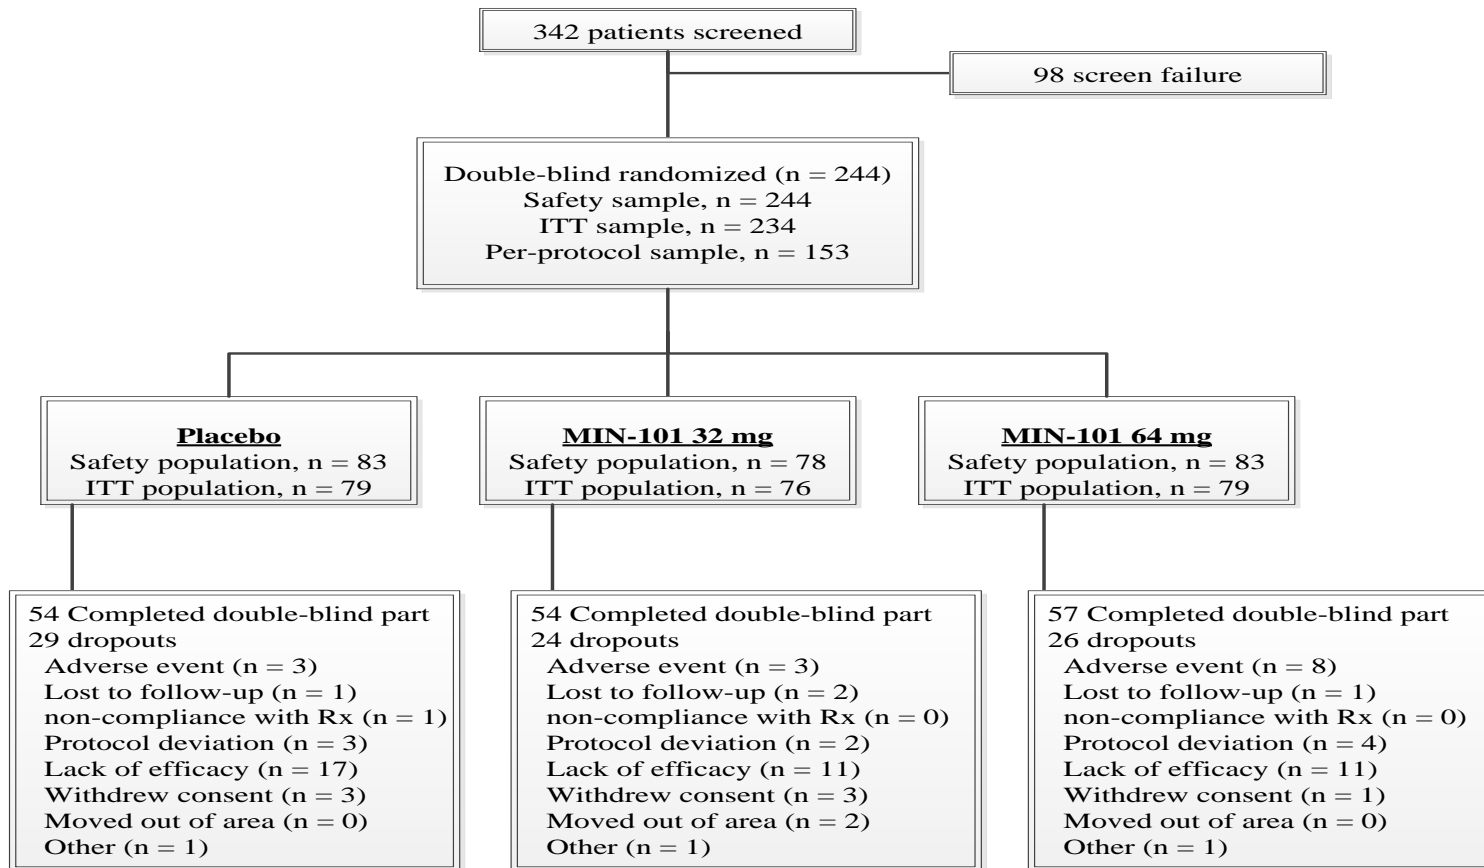 342 patients screened
98 screen failure
Double-blind randomized (n = 244)
Safety sample, n = 244
ITT sample, n = 234
Per-protocol sample, n = 153
Placebo
Safety population, n = 83
ITT population, n = 79
MIN-101 32 mg
Safety population, n = 78
ITT population, n = 76
MIN-101 64 mg
Safety population, n = 83
ITT population, n = 79
54 Completed double-blind part
29 dropouts
Adverse event (n = 3)
Lost to follow-up (n = 1)
non-compliance with Rx (n = 1)
Protocol deviation (n = 3)
Lack of efficacy (n = 17)
Withdrew consent (n = 3)
Moved out of area (n = 0)
Other (n = 1)
54 Completed double-blind part
24 dropouts
Adverse event (n = 3)
Lost to follow-up (n = 2)
non-compliance with Rx (n = 0)
Protocol deviation (n = 2)
Lack of efficacy (n = 11)
Withdrew consent (n = 3)
Moved out of area (n = 2)
Other (n = 1)
57 Completed double-blind part
26 dropouts
Adverse event (n = 8)
Lost to follow-up (n = 1)
non-compliance with Rx (n = 0)
Protocol deviation (n = 4)
Lack of efficacy (n = 11)
Withdrew consent (n = 1)
Moved out of area (n = 0)
Other (n = 1)